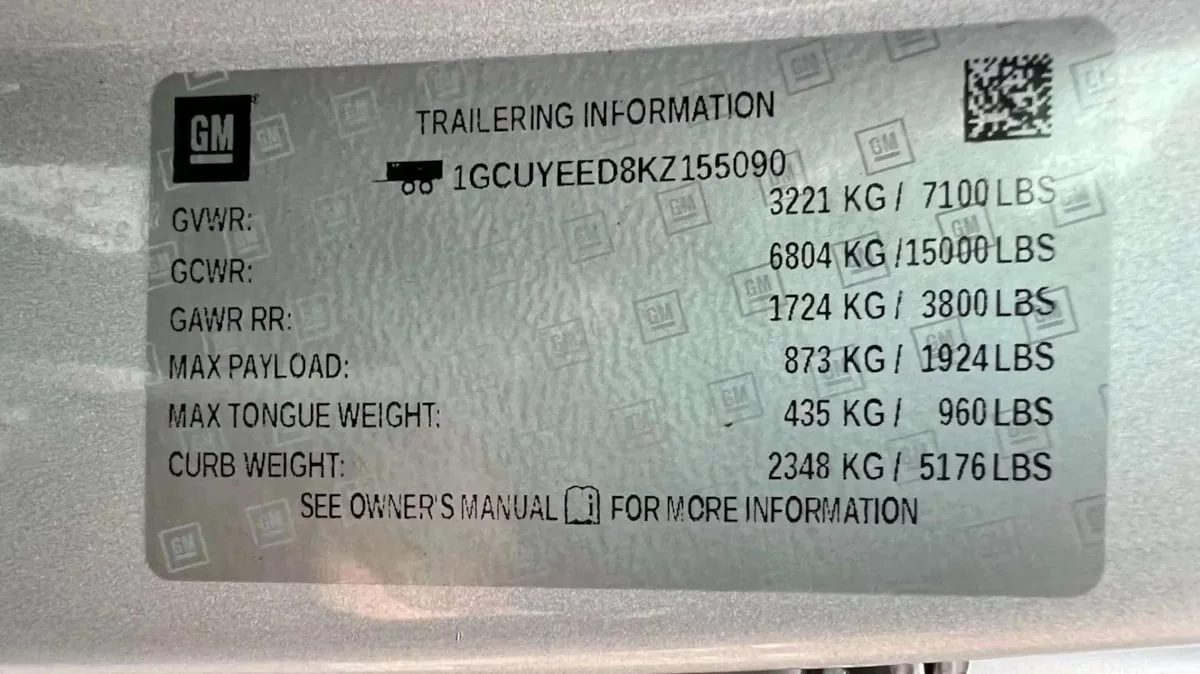 GM
TRAILERING INFORMATION
1GCUYEED8KZ155090
GVWR: 3221 KG / 7100 LBS
GCWR: 6804 KG /15000 LBS
GAWR RR: 1724 KG / 3800 LBS
MAX PAYLOAD: 873 KG / 1924 LBS
MAX TONGUE WEIGHT: 435 KG / 960 LBS
CURB WEIGHT: 2348 KG / 5176 LBS
SEE OWNER'S MANUAL FOR MORE INFORMATION